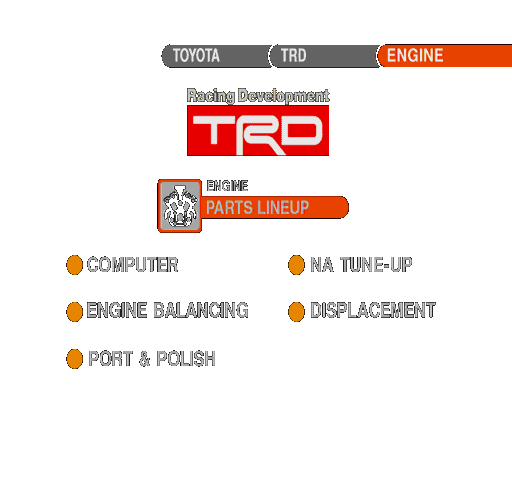 TOYOTA TRD ENGINE
Racing Development
TRD
ENGINE
PARTS LINEUP
COMPUTER NA TUNE-UP
ENGINE BALANCING DISPLACEMENT
PORT & POLISH